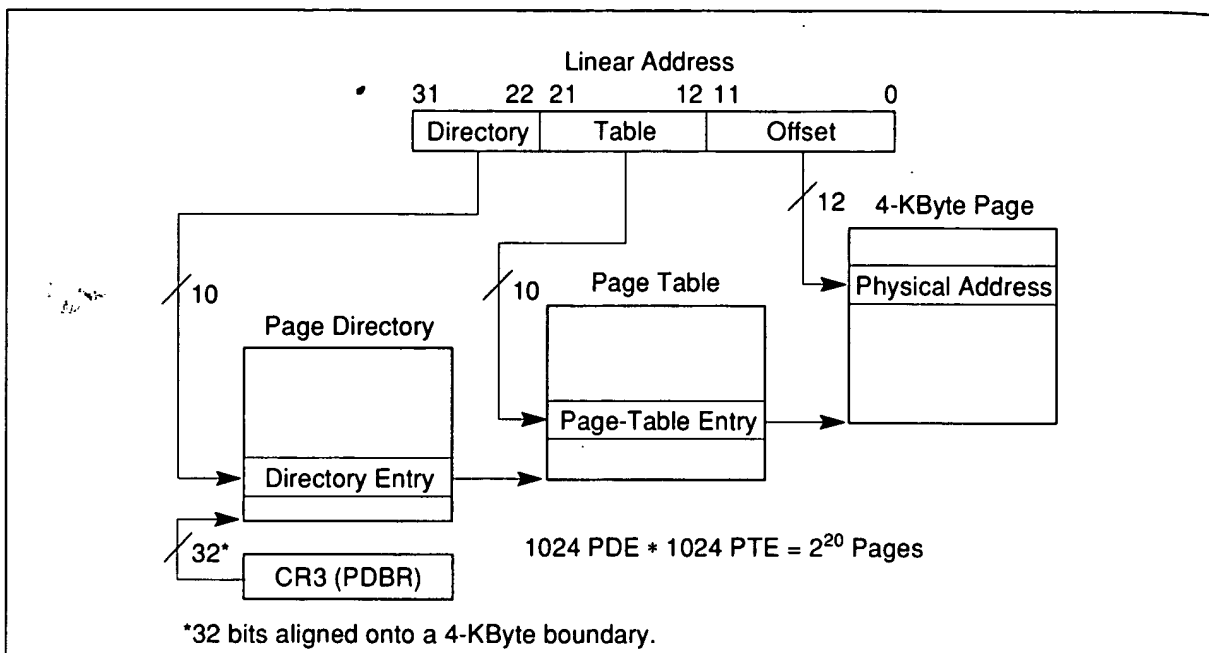 Linear Address
31 22 21 12 11 0
Directory Table Offset
12
4-KByte Page
10
10
Physical Address
Page Table
Page Directory
Page-Table Entry
Directory Entry
32*
1024 PDE * 1024 PTE = 2²⁰ Pages
CR3 (PDBR)
*32 bits aligned onto a 4-KByte boundary.